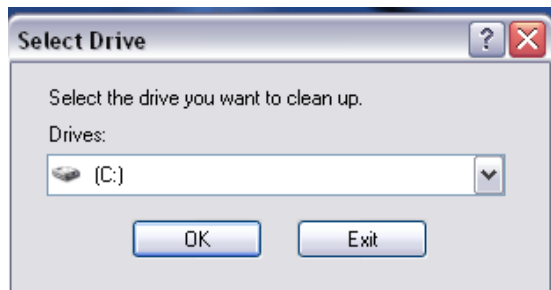 Select Drive
Select the drive you want to clean up.
Drives:
(C:)
OK
Exit